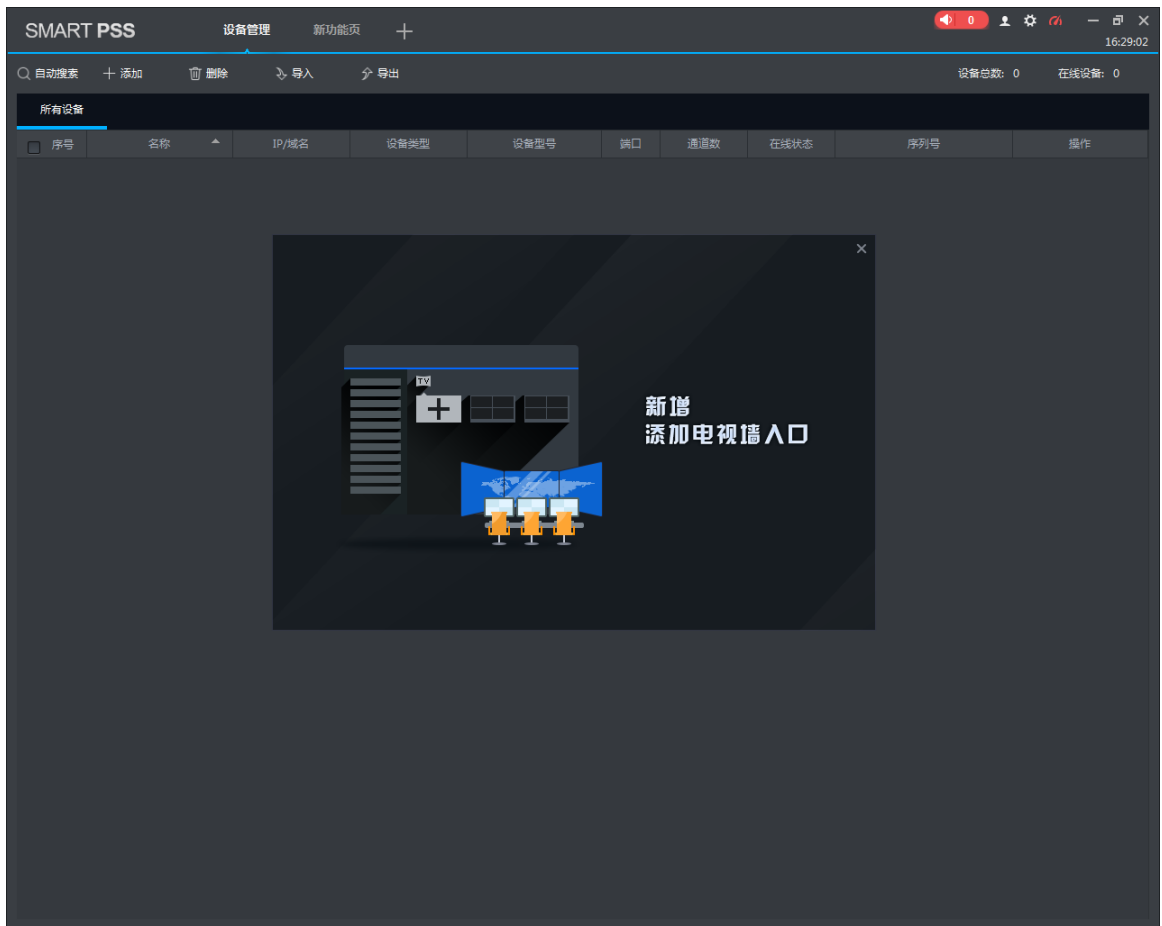 SMART PSS
设备管理
新功能页
0
16:29:02
自动搜索
添加
删除
导入
导出
设备总数: 0
在线设备: 0
所有设备
序号
名称
IP/域名
设备类型
设备型号
端口
通道数
在线状态
序列号
操作
TV
新增
添加电视墙入口